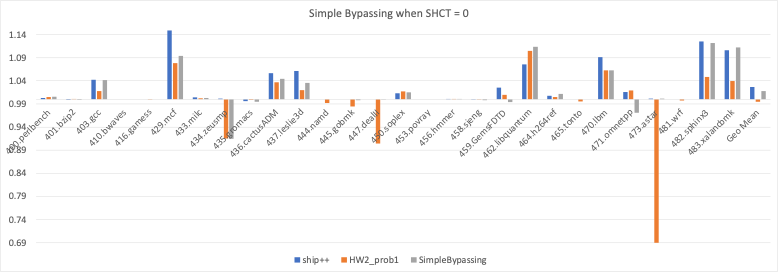 Simple Bypassing when SHCT = 0
1.14
1.09
1.04
0.99
0.94
0.89
0.84
0.79
0.74
0.69
400.perlbench
401.bzip2
403.gcc
410.bwaves
416.gamess
429.mcf
433.milc
434.zeusmp
435.gromacs
436.cactusADM
437.leslie3d
444.namd
445.gobmk
447.dealII
450.soplex
453.povray
456.hmmer
458.sjeng
459.GemsFDTD
462.libquantum
464.h264ref
465.tonto
470.lbm
471.omnetpp
473.astar
481.wrf
482.sphinx3
483.xalancbmk
Geo Mean
ship++ HW2_prob1 SimpleBypassing